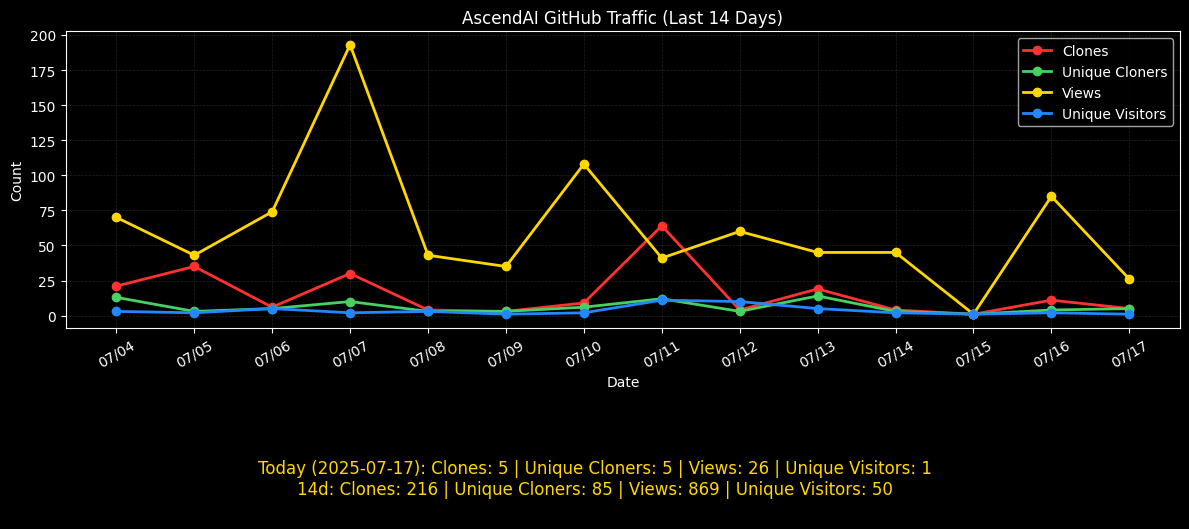 AscendAI GitHub Traffic (Last 14 Days)
200
175
150
125
100
75
50
25
0
Count
Clones
Unique Cloners
Views
Unique Visitors
07/04
07/05
07/06
07/07
07/08
07/09
07/10
07/11
07/12
07/13
07/14
07/15
07/16
07/17
Date
Today (2025-07-17): Clones: 5 | Unique Cloners: 5 | Views: 26 | Unique Visitors: 1
14d: Clones: 216 | Unique Cloners: 85 | Views: 869 | Unique Visitors: 50